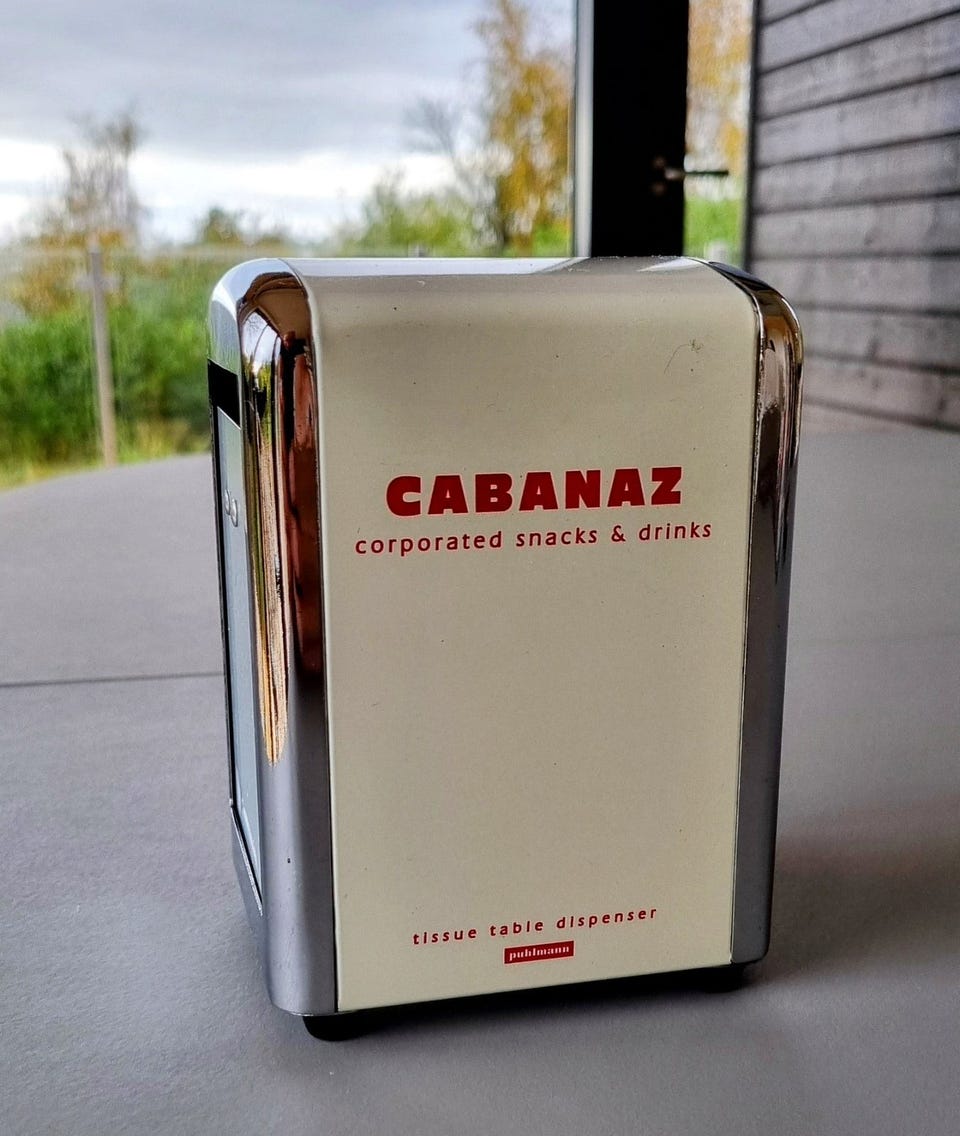 CABANAZ
corporated snacks & drinks
tissue table dispenser
puhlmann